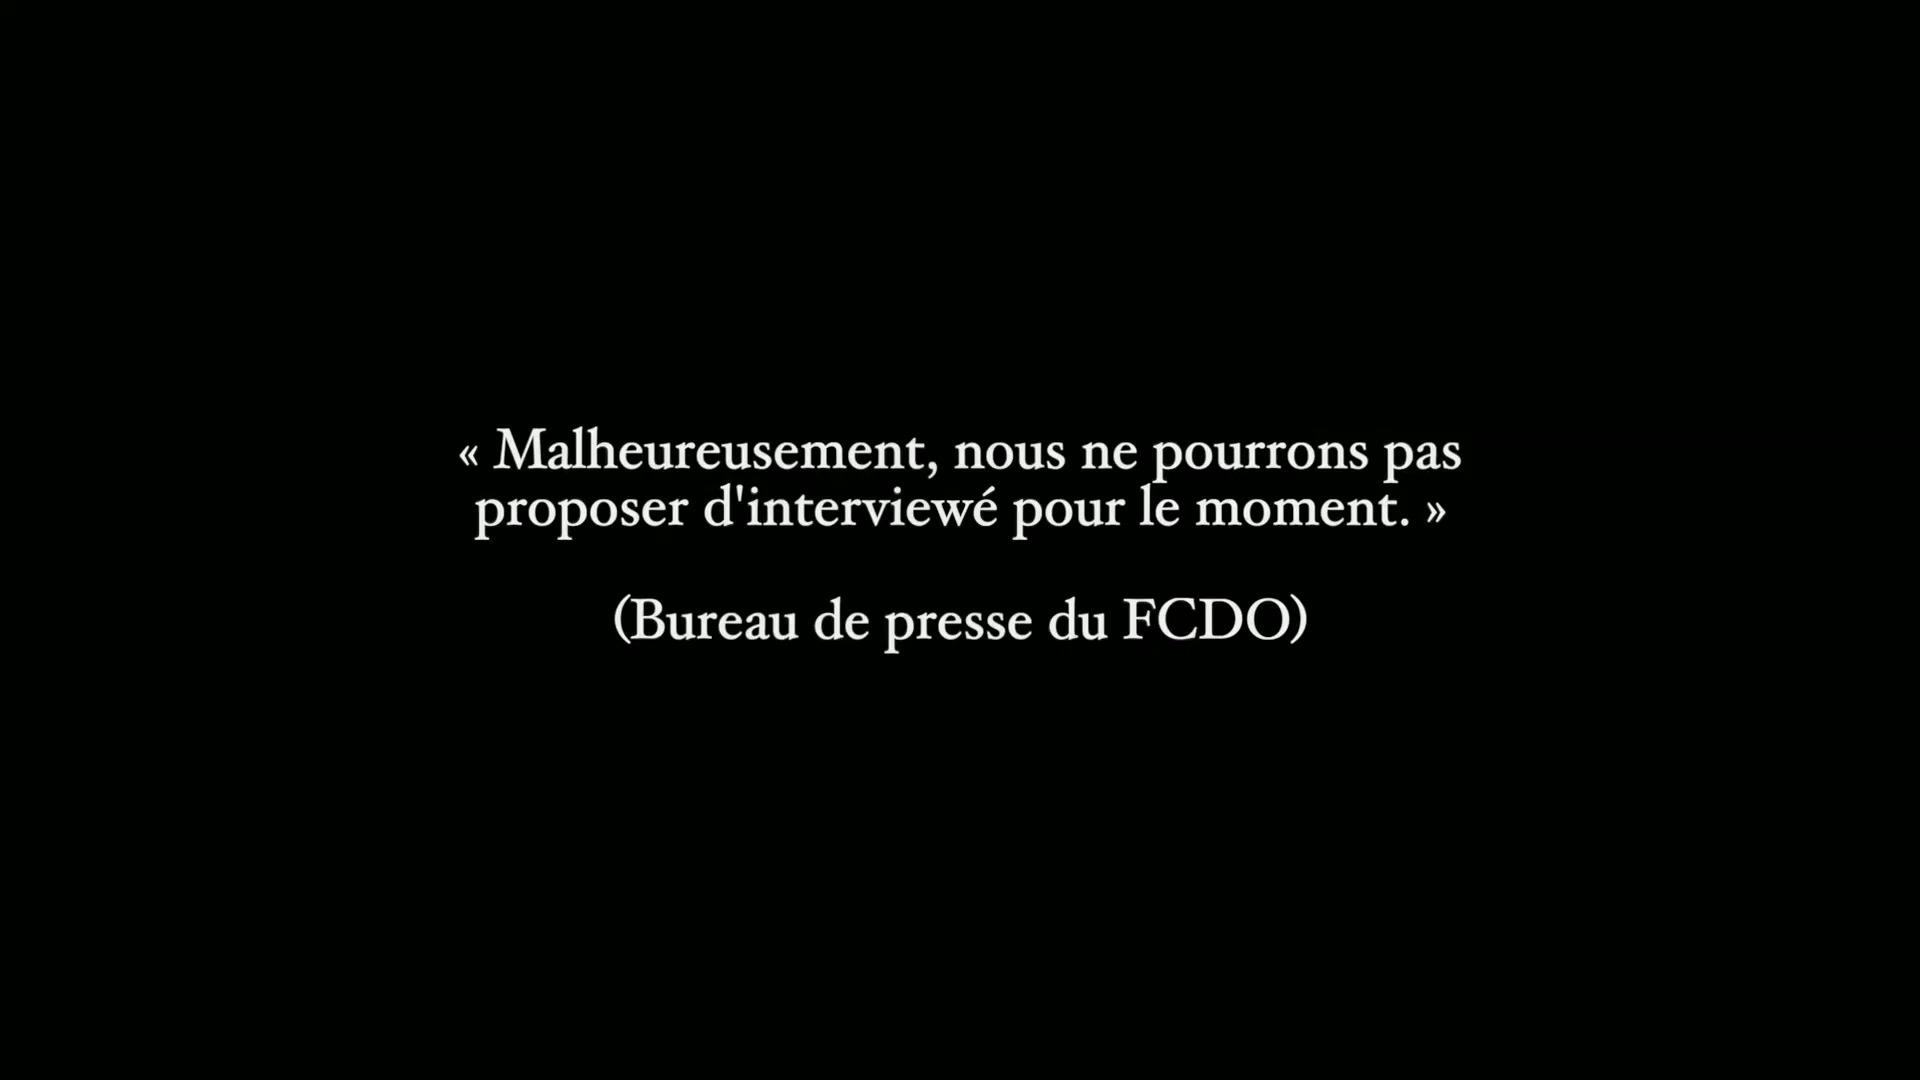 « Malheureusement, nous ne pourrons pas
proposer d'interviewé pour le moment. »
(Bureau de presse du FCDO)